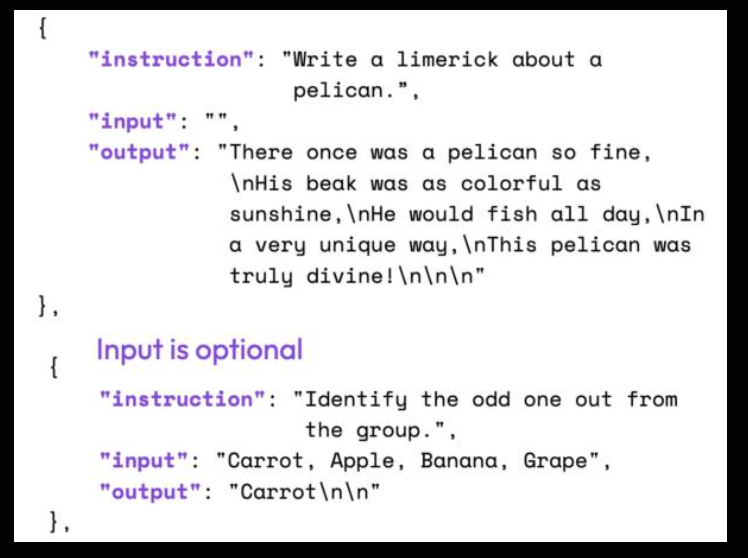 {
"instruction": "Write a limerick about a
pelican.",
"input": "",
"output": "There once was a pelican so fine,
\nHis beak was as colorful as
sunshine,\nHe would fish all day,\nIn
a very unique way,\nThis pelican was
truly divine!\n\n\n"
},
Input is optional
{
"instruction": "Identify the odd one out from
the group.",
"input": "Carrot, Apple, Banana, Grape",
"output": "Carrot\n\n"
},